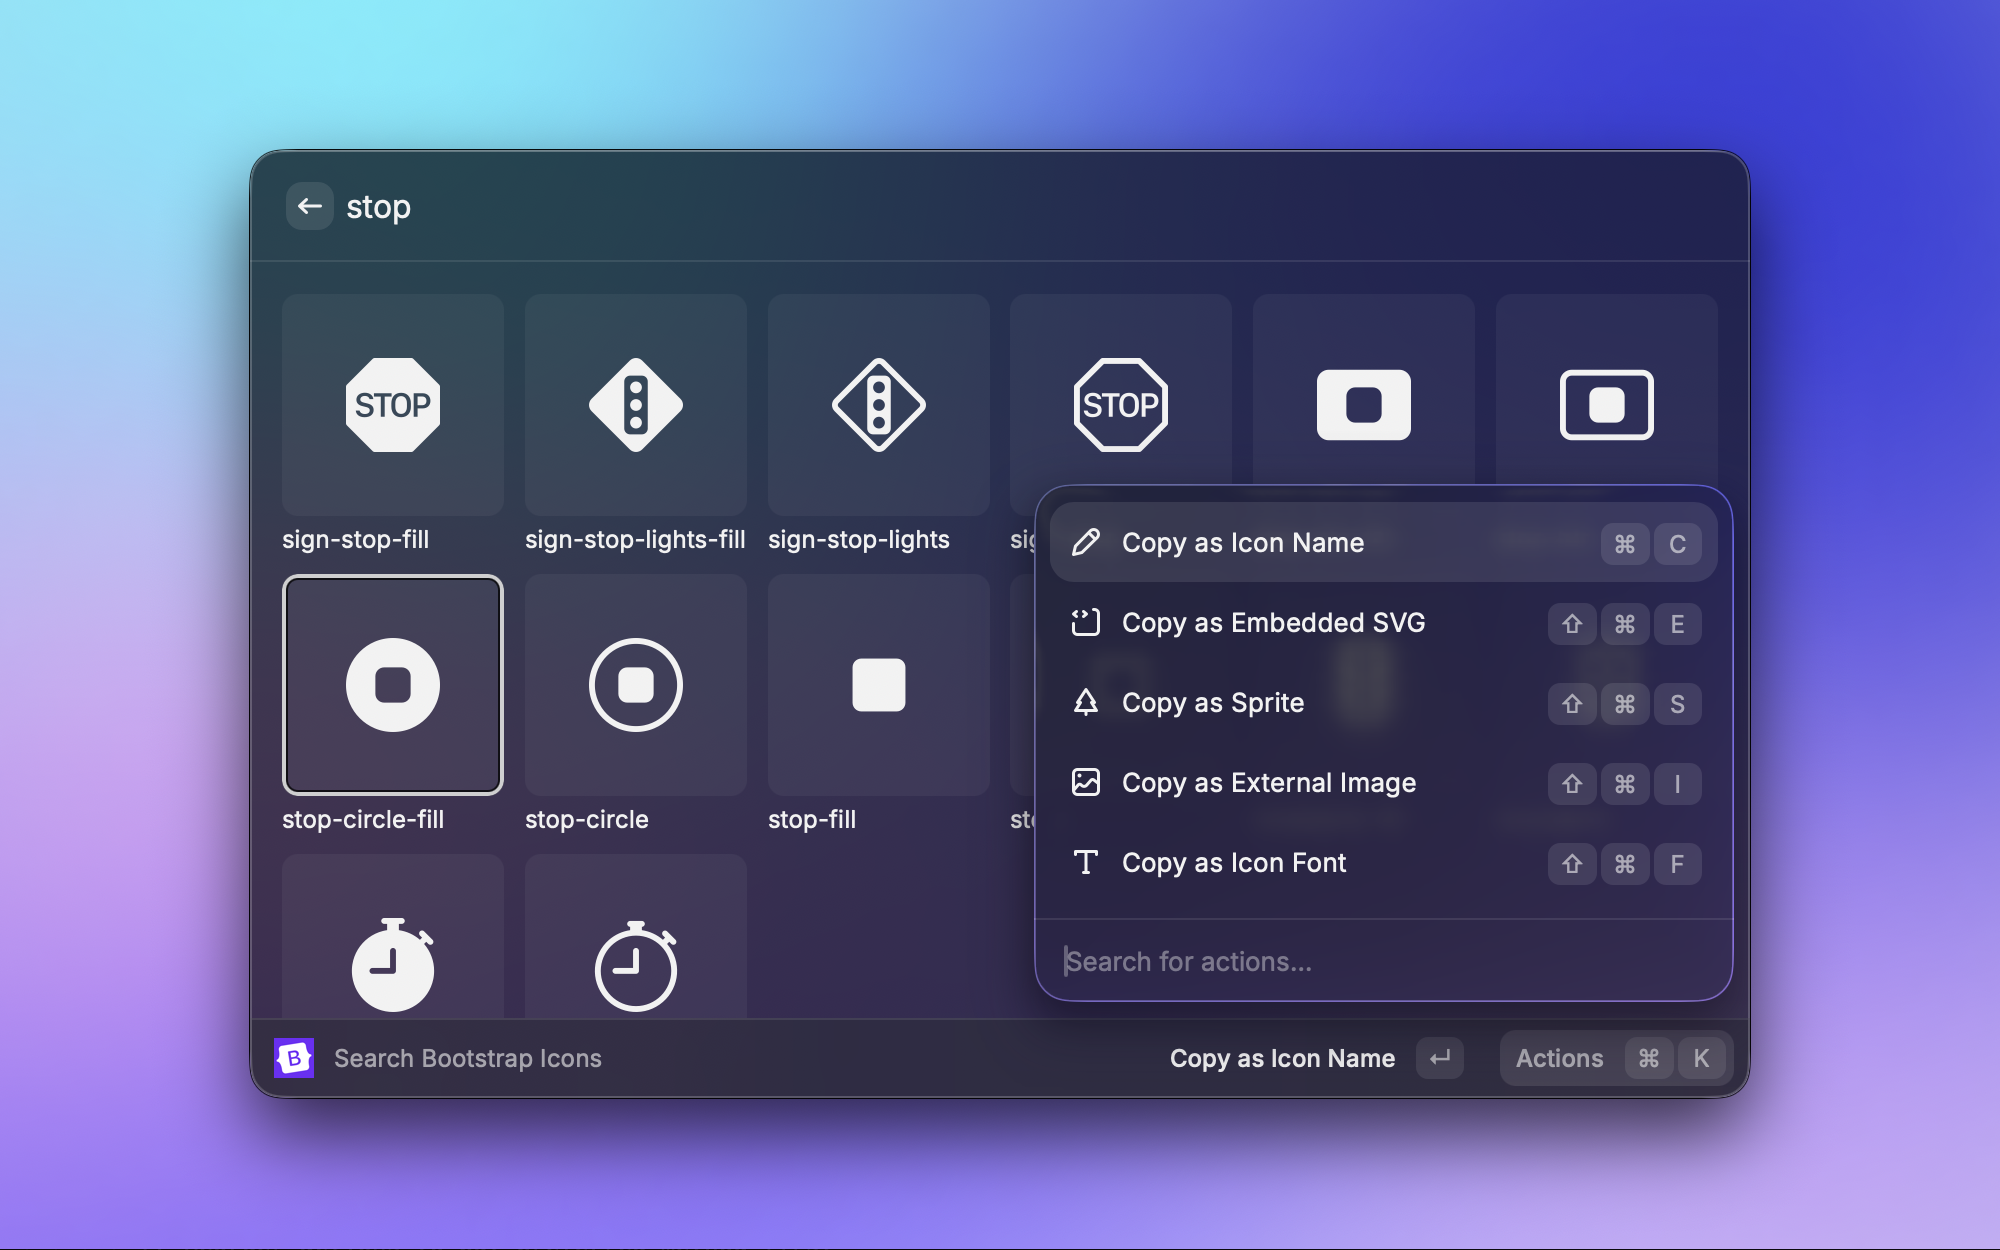 stop
STOP
STOP
sign-stop-fill
sign-stop-lights-fill
sign-stop-lights
Copy as Icon Name ⌘ C
Copy as Embedded SVG ⇧ ⌘ E
Copy as Sprite ⇧ ⌘ S
Copy as External Image ⇧ ⌘ I
Copy as Icon Font ⇧ ⌘ F
Search for actions...
stop-circle-fill
stop-circle
stop-fill
B
Search Bootstrap Icons
Copy as Icon Name
Actions ⌘ K